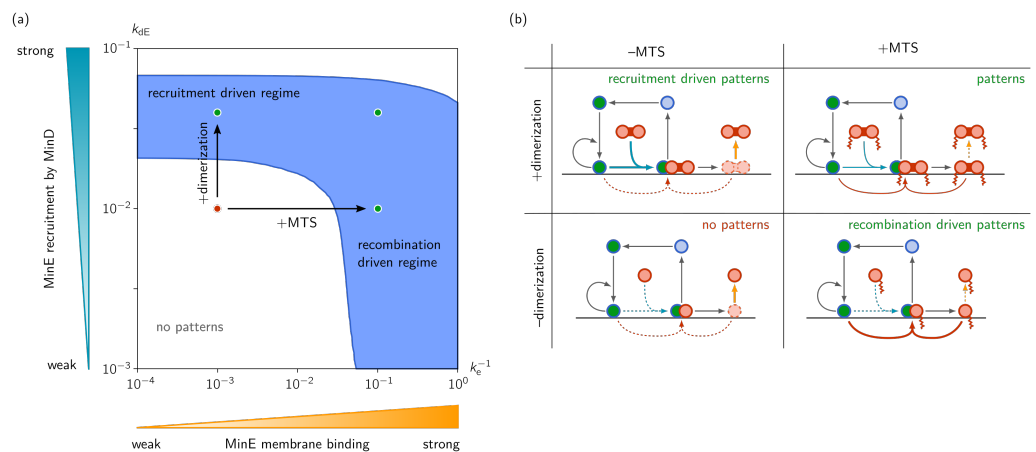 (a)
k_dE
strong
10^-1
recruitment driven regime
+dimerization
MinE recruitment by MinD
10^-2
+MTS
recombination
driven regime
no patterns
weak
10^-3
10^-4
10^-3
10^-2
10^-1
10^0
k_e^-1
weak
MinE membrane binding
strong
(b)
–MTS
+MTS
+dimerization
recruitment driven patterns
patterns
–dimerization
no patterns
recombination driven patterns